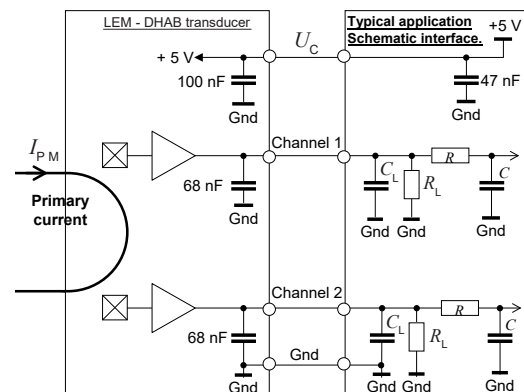 LEM - DHAB transducer
Typical application
Schematic interface.
+ 5 V
U_C
+5 V
100 nF
47 nF
Gnd
Gnd
I_PM
Channel 1
R
68 nF
C_L
R_L
C
Primary
current
Gnd
Gnd
Gnd
Gnd
Channel 2
R
C
68 nF
C_L
R_L
Gnd
Gnd
Gnd
Gnd
Gnd